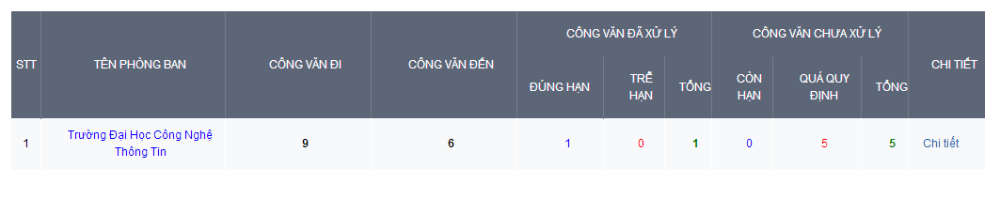 CÔNG VĂN ĐÃ XỬ LÝ
CÔNG VĂN CHƯA XỬ LÝ
STT
TÊN PHÒNG BAN
CÔNG VĂN ĐI
CÔNG VĂN ĐẾN
CHI TIẾT
ĐÚNG HẠN
TRỄ
HẠN
TỔNG
CÒN
HẠN
QUÁ QUY
ĐỊNH
TỔNG
1
Trường Đại Học Công Nghệ
Thông Tin
9
6
1
0
1
0
5
5
Chi tiết